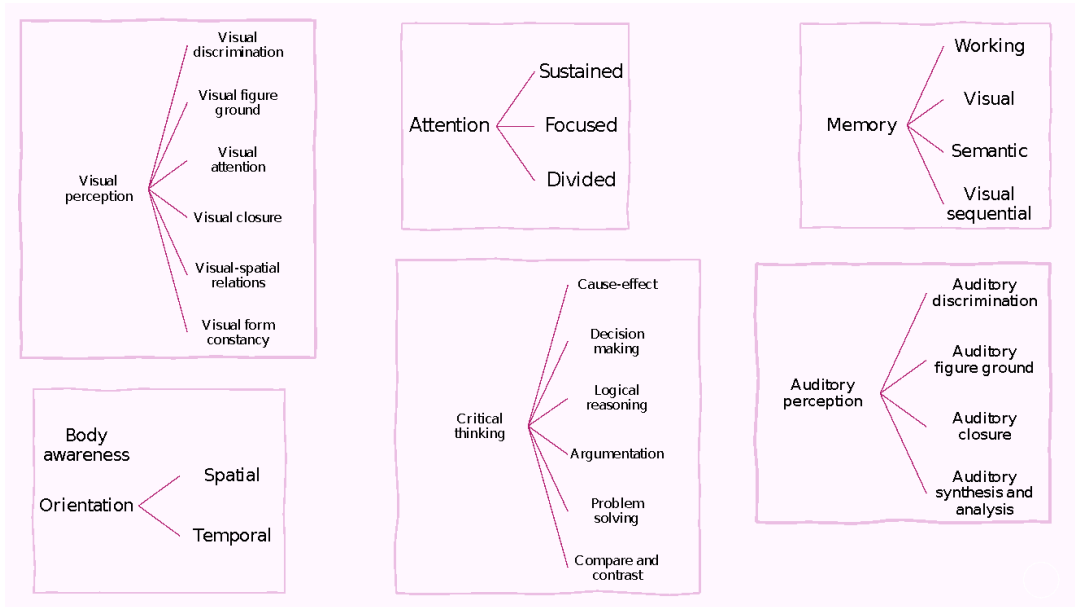 Visual
perception
Visual
discrimination
Visual figure
ground
Visual
attention
Visual closure
Visual-spatial
relations
Visual form
constancy
Attention
Sustained
Focused
Divided
Memory
Working
Visual
Semantic
Visual
sequential
Body
awareness
Orientation
Spatial
Temporal
Critical
thinking
Cause-effect
Decision
making
Logical
reasoning
Argumentation
Problem
solving
Compare and
contrast
Auditory
perception
Auditory
discrimination
Auditory
figure ground
Auditory
closure
Auditory
synthesis and
analysis